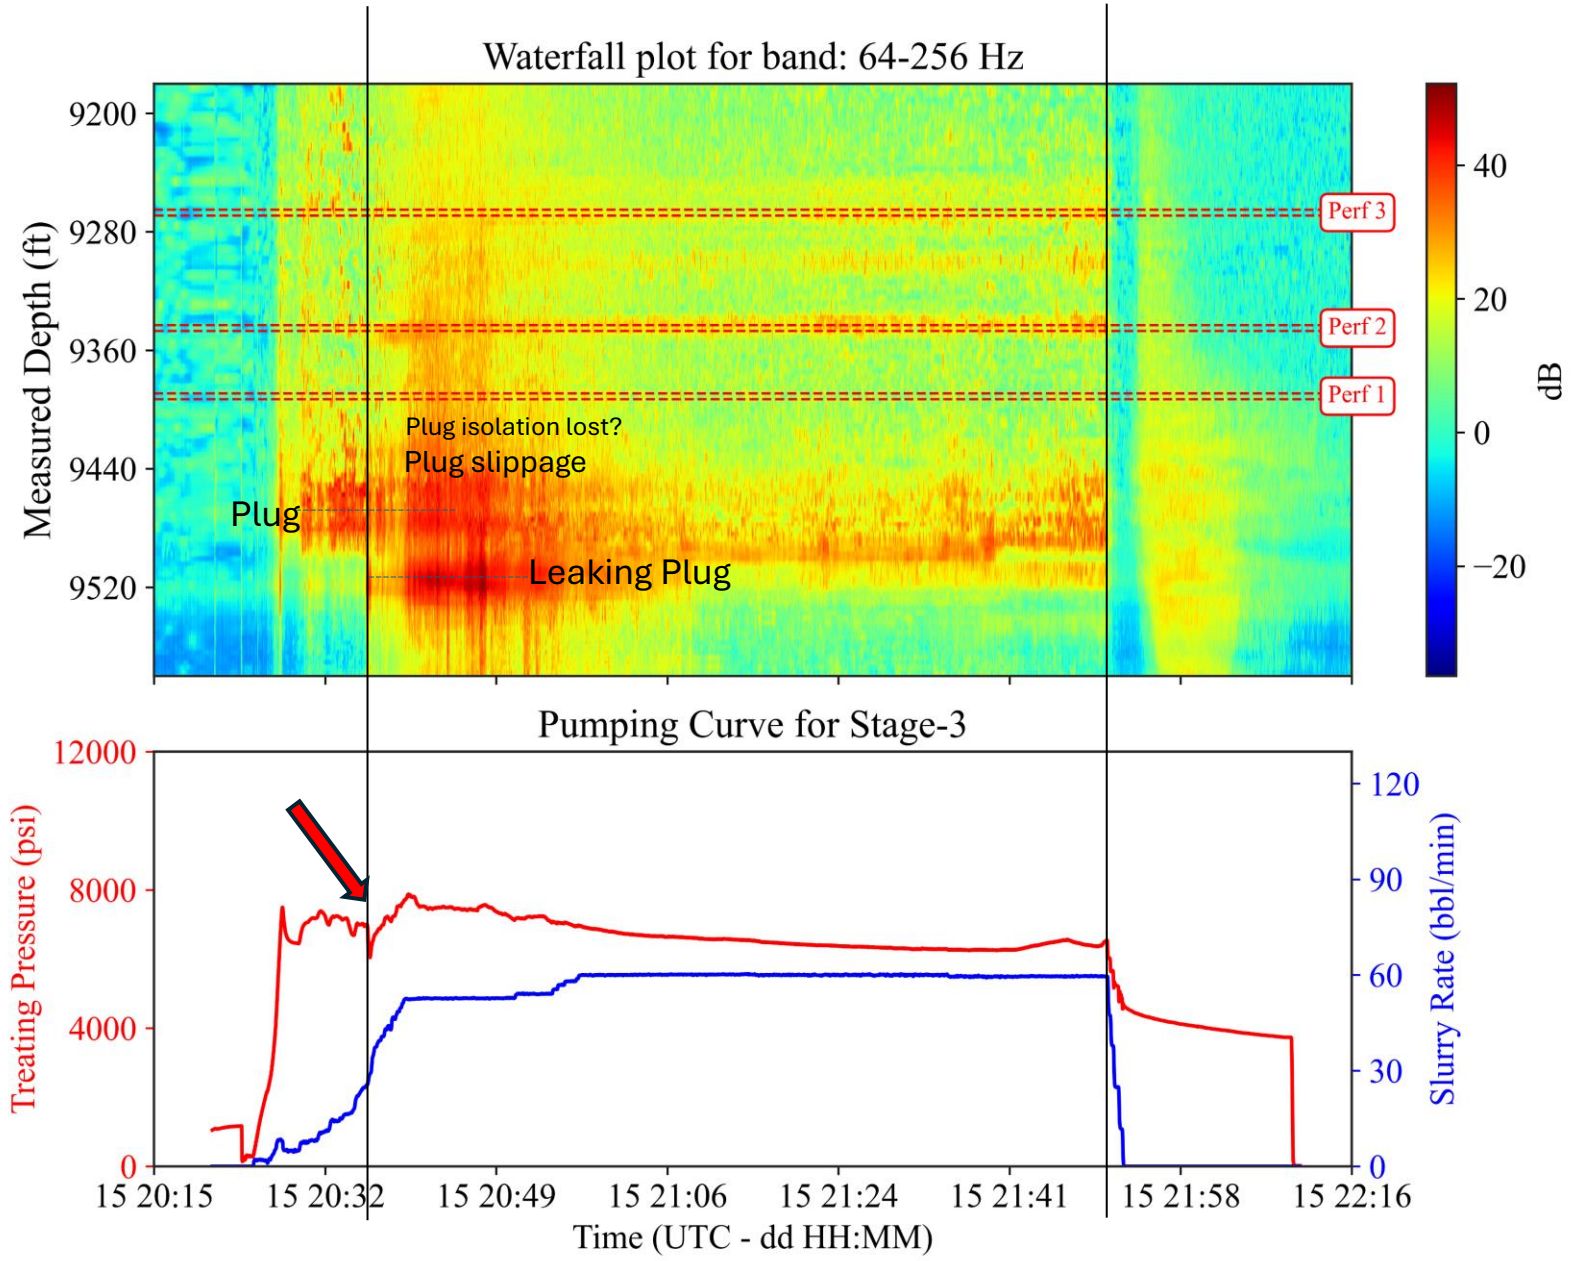 Waterfall plot for band: 64-256 Hz
Measured Depth (ft)
9200
9280
9360
9440
9520
Perf 3
Perf 2
Perf 1
Plug isolation lost?
Plug slippage
Plug
Leaking Plug
40
20
0
−20
dB
Pumping Curve for Stage-3
Treating Pressure (psi)
12000
8000
4000
0
120
90
60
30
0
Slurry Rate (bbl/min)
15 20:15
15 20:32
15 20:49
15 21:06
15 21:24
15 21:41
15 21:58
15 22:16
Time (UTC - dd HH:MM)